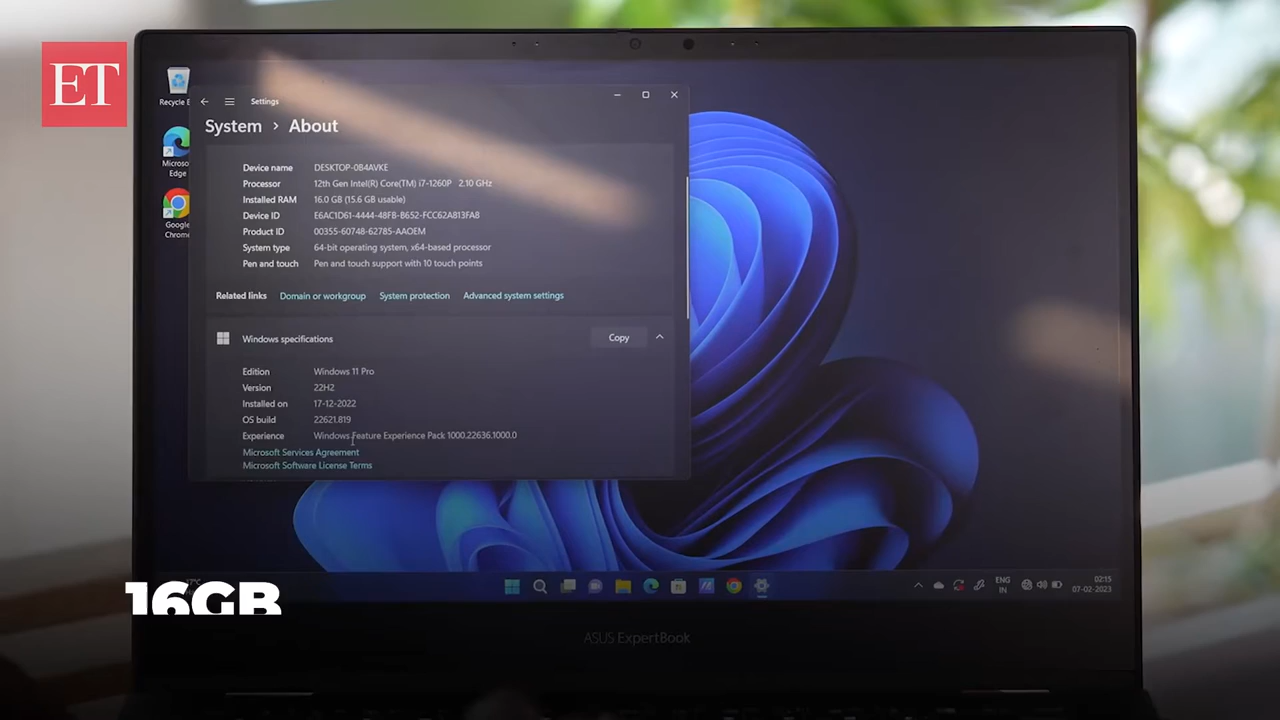 ET
Recycle B
Microso
Edge
Google
Chrome
Settings
System > About
Device name DESKTOP-0B4AVKE
Processor 12th Gen Intel(R) Core(TM) i7-1260P 2.10 GHz
Installed RAM 16.0 GB (15.6 GB usable)
Device ID E6AC1D61-4444-48FB-B652-FCC62A813FA8
Product ID 00355-60748-62785-AAOEM
System type 64-bit operating system, x64-based processor
Pen and touch Pen and touch support with 10 touch points
Related links Domain or workgroup System protection Advanced system settings
Windows specifications Copy
Edition Windows 11 Pro
Version 22H2
Installed on 17-12-2022
OS build 22621.819
Experience Windows Feature Experience Pack 1000.22636.1000.0
Microsoft Services Agreement
Microsoft Software License Terms
ENG
IN
02:15
07-02-2023
16GB
ASUS ExpertBook